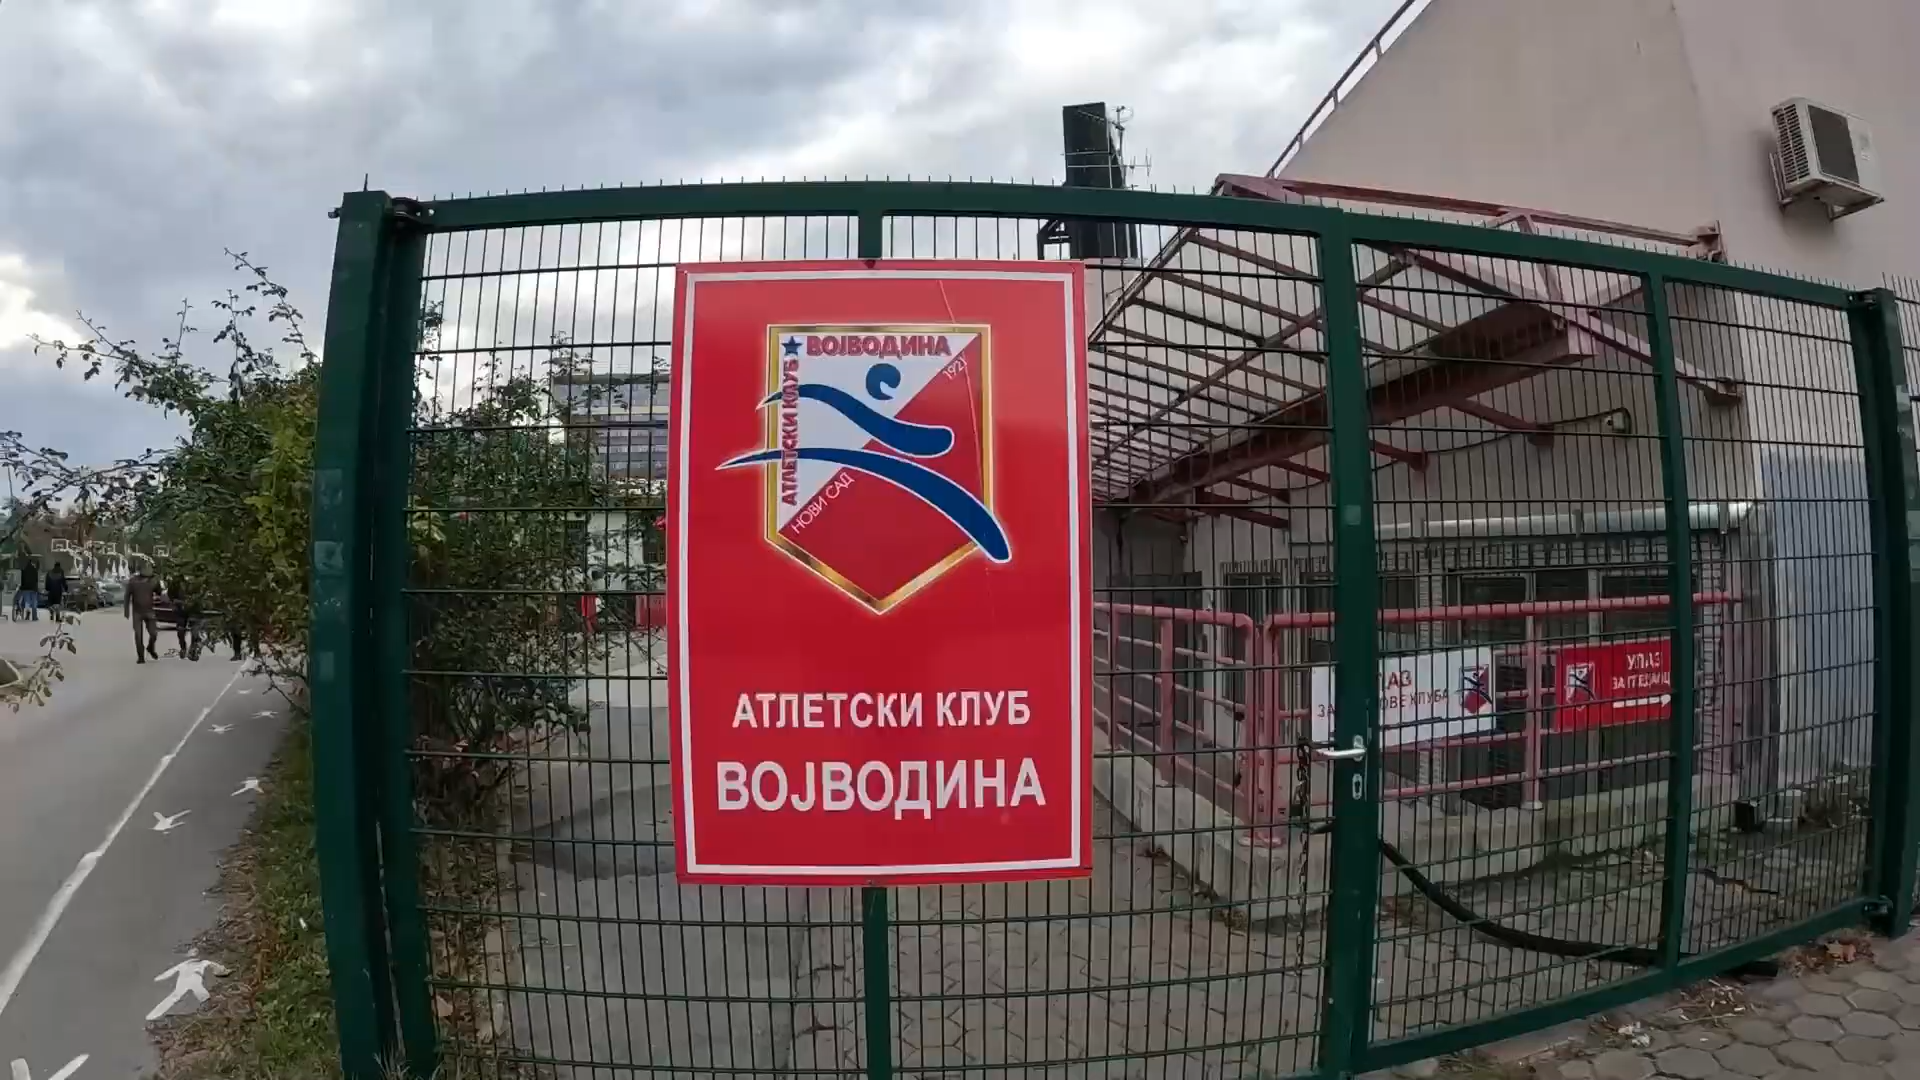 ВОЈВОДИНА
АТЛЕТСКИ КЛУБ
1921
НОВИ САД
АТЛЕТСКИ КЛУБ
ВОЈВОДИНА
УЛАЗ